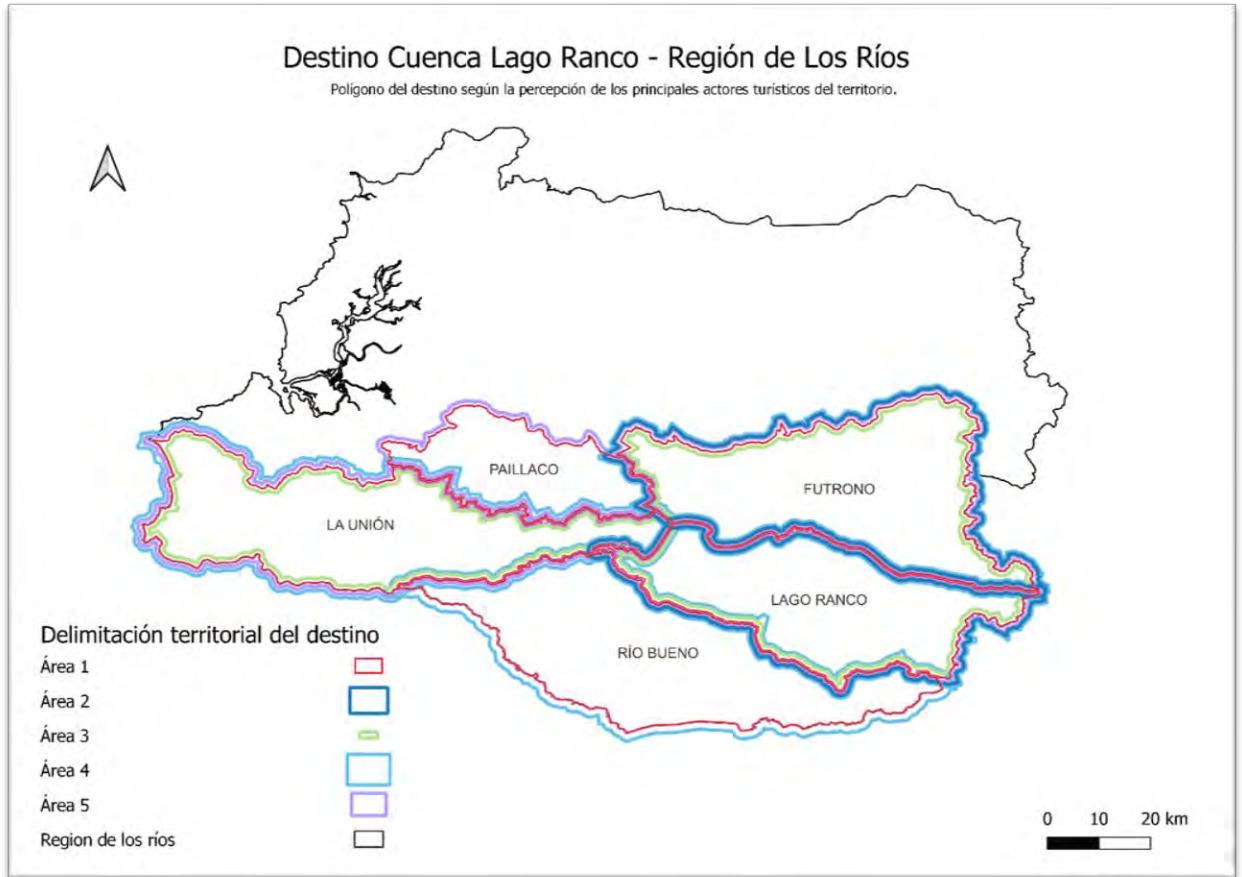 Destino Cuenca Lago Ranco - Región de Los Ríos
Polígono del destino según la percepción de los principales actores turísticos del territorio.
PAILLACO
FUTRONO
LA UNIÓN
LAGO RANCO
RÍO BUENO
Delimitación territorial del destino
Área 1
Área 2
Área 3
Área 4
Área 5
Region de los ríos
0 10 20 km